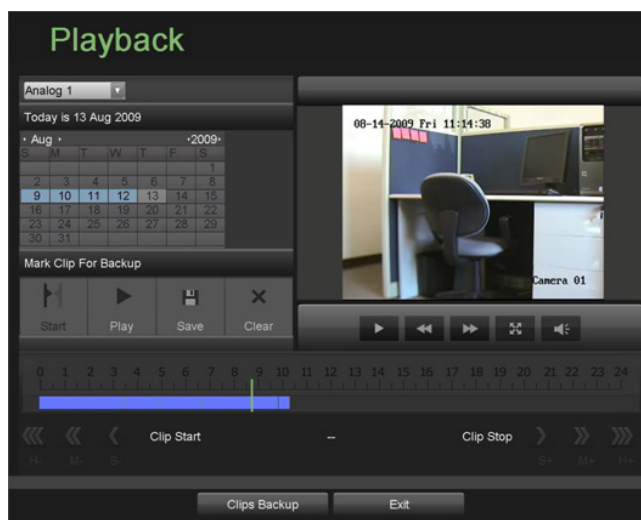 Playback
Analog 1
Today is 13 Aug 2009
Aug 2009
S M T W T F S
1
2 3 4 5 6 7 8
9 10 11 12 13 14 15
16 17 18 19 20 21 22
23 24 25 26 27 28 29
30 31
Mark Clip For Backup
Start Play Save Clear
08-14-2009 Fri 11:14:38
Camera 01
0 1 2 3 4 5 6 7 8 9 10 11 12 13 14 15 16 17 18 19 20 21 22 23 24
Clip Start -- Clip Stop
H- M- S- S+ M+ H+
Clips Backup Exit